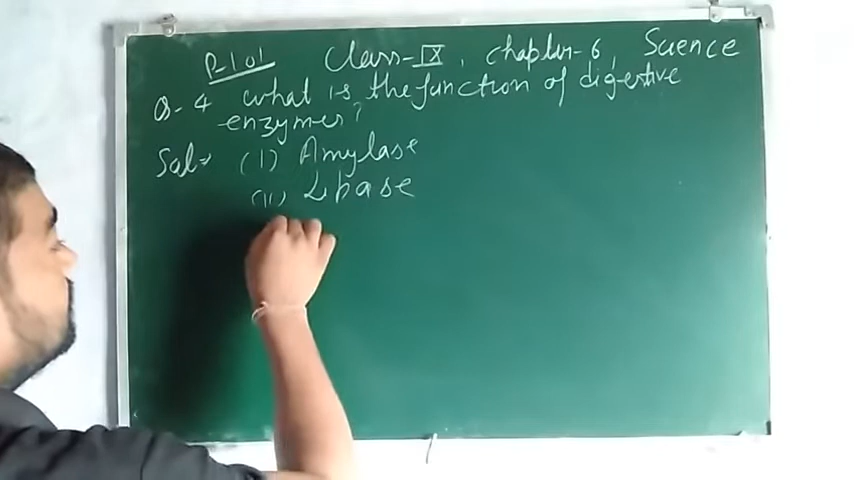 P-101 Class-IX, chapter-6, Science
Q-4 what is the function of digestive
enzymes?
Sol⇒ (I) Amylase
(II) Lipase